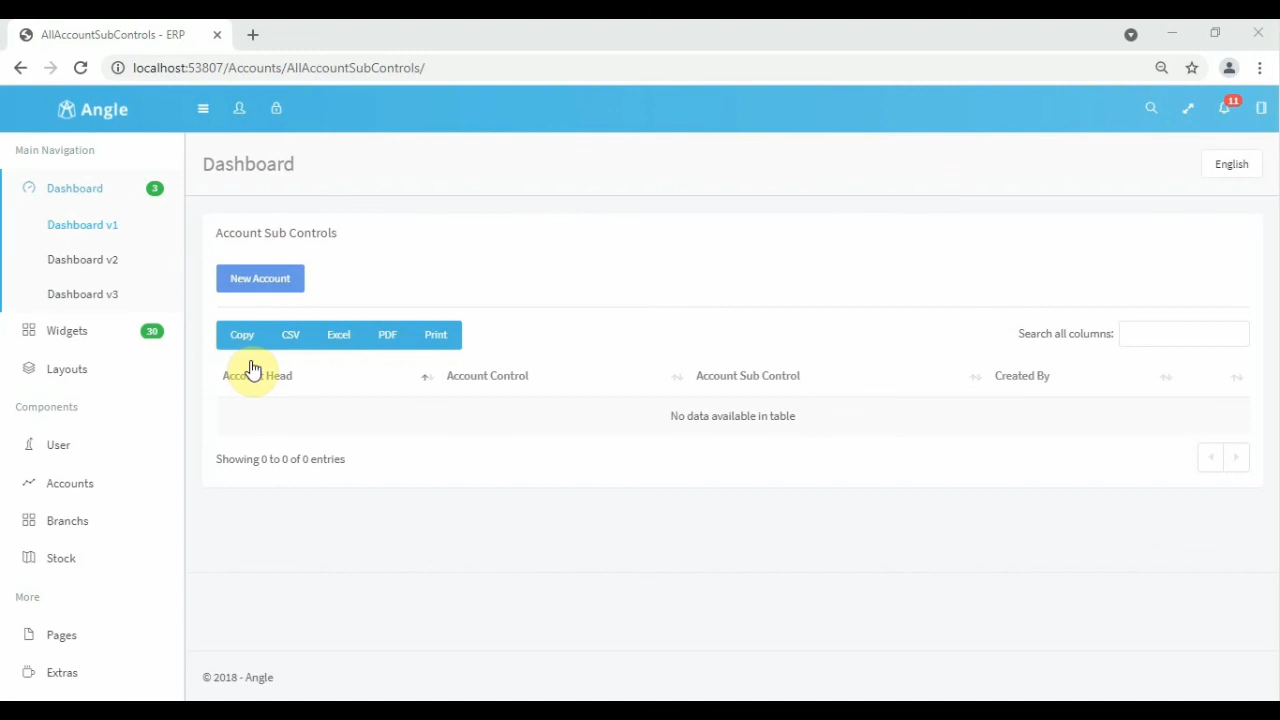 AllAccountSubControls - ERP
localhost:53807/Accounts/AllAccountSubControls/
Angle
11
Main Navigation
Dashboard 3
Dashboard v1
Dashboard v2
Dashboard v3
Widgets 30
Layouts
Components
User
Accounts
Branchs
Stock
More
Pages
Extras
Dashboard
English
Account Sub Controls
New Account
Copy CSV Excel PDF Print
Search all columns:
Account Head Account Control Account Sub Control Created By
No data available in table
Showing 0 to 0 of 0 entries
© 2018 - Angle